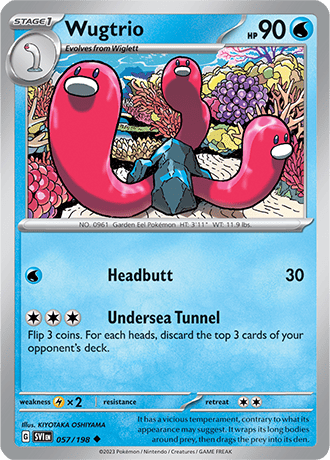 STAGE 1
Wugtrio
HP 90
Evolves from Wiglett
NO. 0961 Garden Eel Pokémon HT: 3'11" WT: 11.9 lbs.
Headbutt 30
Undersea Tunnel
Flip 3 coins. For each heads, discard the top 3 cards of your
opponent's deck.
weakness ×2 resistance retreat
Illus. KIYOTAKA OSHIYAMA
G SVI EN 057/198
It has a vicious temperament, contrary to what its
appearance may suggest. It wraps its long bodies
around prey, then drags the prey into its den.
©2023 Pokémon / Nintendo / Creatures / GAME FREAK